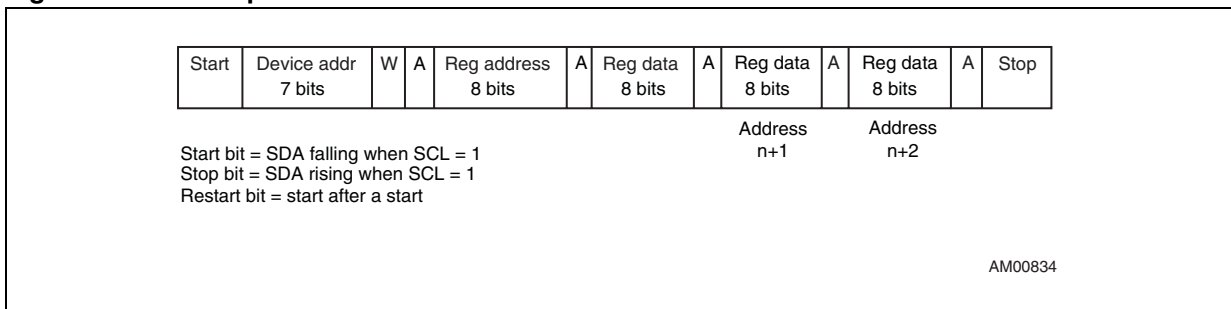 Start Device addr W A Reg address A Reg data A Reg data A Reg data A Stop
7 bits 8 bits 8 bits 8 bits 8 bits
Address Address
n+1 n+2
Start bit = SDA falling when SCL = 1
Stop bit = SDA rising when SCL = 1
Restart bit = start after a start
AM00834